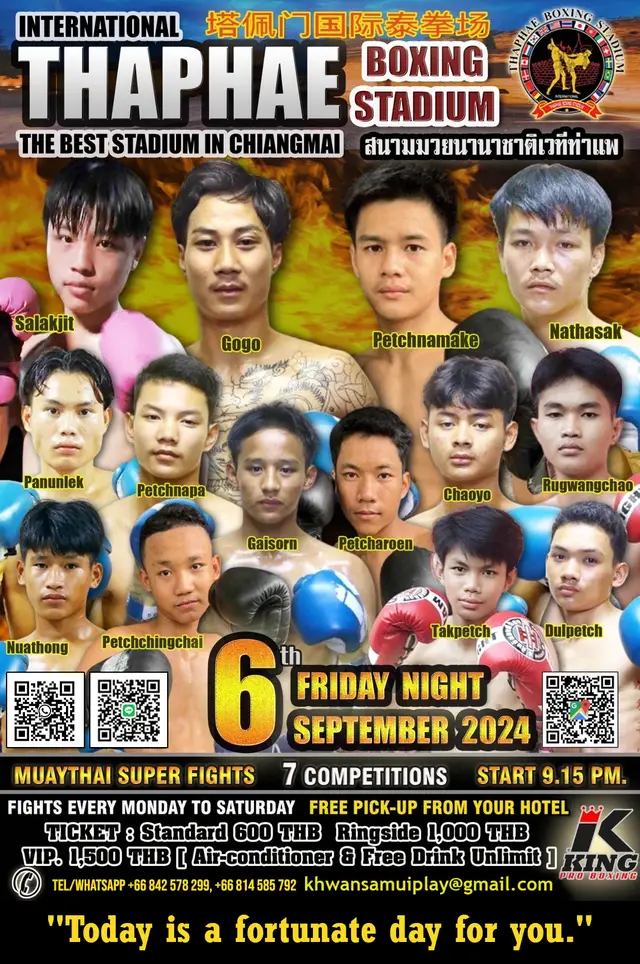 INTERNATIONAL
塔佩门国际泰拳场
THAPHAE
BOXING
STADIUM
THAPHAE BOXING STADIUM
INTERNATIONAL
THE BEST STADIUM IN CHIANGMAI
สนามมวยนานาชาติเวทีท่าแพ
Salakjit
Gogo
Petchnamake
Nathasak
Panunlek
Petchnapa
Chaoyo
Rugwangchao
Gaisorn
Petcharoen
Nuathong
Petchchingchai
Takpetch
Dulpetch
6th
FRIDAY NIGHT
SEPTEMBER 2024
MUAYTHAI SUPER FIGHTS 7 COMPETITIONS START 9.15 PM.
FIGHTS EVERY MONDAY TO SATURDAY FREE PICK-UP FROM YOUR HOTEL
TICKET : Standard 600 THB Ringside 1,000 THB
VIP. 1,500 THB [ Air-conditioner & Free Drink Unlimit ]
K
KING
PRO BOXING
TEL/WHATSAPP +66 842 578 299, +66 814 585 792 khwansamuiplay@gmail.com
"Today is a fortunate day for you."